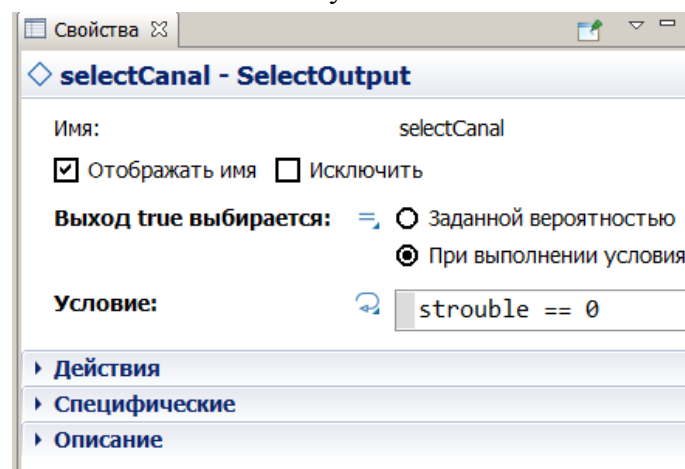 Свойства
selectCanal - SelectOutput
Имя: selectCanal
Отображать имя Исключить
Выход true выбирается: = Заданной вероятностью
При выполнении условия
Условие: strouble == 0
Действия
Специфические
Описание